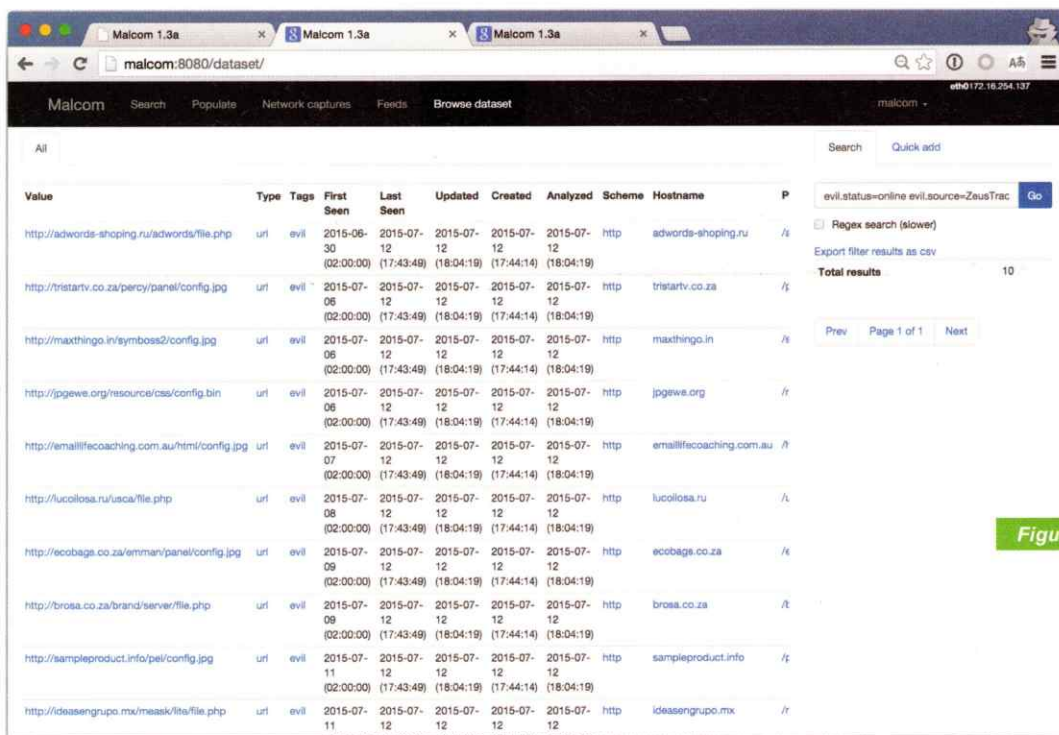 Malcom 1.3a
Malcom 1.3a
Malcom 1.3a
malcom:8080/dataset/
eth0172.16.254.137
Malcom Search Populate Network captures Feeds Browse dataset malcom
All
Search Quick add
evil.status=online evil.source=ZeusTrac Go
Regex search (slower)
Export filter results as csv
Total results 10
Prev Page 1 of 1 Next
Value Type Tags First Seen Last Seen Updated Created Analyzed Scheme Hostname P
http://adwords-shoping.ru/adwords/file.php url evil 2015-06- 2015-07- 2015-07- 2015-07- 2015-07- http adwords-shoping.ru
30 12 12 12 12
(02:00:00) (17:43:49) (18:04:19) (17:44:14) (18:04:19)
http://tristartv.co.za/percy/panel/config.jpg url evil 2015-07- 2015-07- 2015-07- 2015-07- 2015-07- http tristartv.co.za
06 12 12 12 12
(02:00:00) (17:43:49) (18:04:19) (17:44:14) (18:04:19)
http://maxthingo.in/symboss2/config.jpg url evil 2015-07- 2015-07- 2015-07- 2015-07- 2015-07- http maxthingo.in
06 12 12 12 12
(02:00:00) (17:43:49) (18:04:19) (17:44:14) (18:04:19)
http://jpgewe.org/resource/css/config.bin url evil 2015-07- 2015-07- 2015-07- 2015-07- 2015-07- http jpgewe.org
06 12 12 12 12
(02:00:00) (17:43:49) (18:04:19) (17:44:14) (18:04:19)
http://emaillifecoaching.com.au/html/config.jpg url evil 2015-07- 2015-07- 2015-07- 2015-07- 2015-07- http emaillifecoaching.com.au
07 12 12 12 12
(02:00:00) (17:43:49) (18:04:19) (17:44:14) (18:04:19)
http://lucoilosa.ru/usca/file.php url evil 2015-07- 2015-07- 2015-07- 2015-07- 2015-07- http lucoilosa.ru
08 12 12 12 12
(02:00:00) (17:43:49) (18:04:19) (17:44:14) (18:04:19)
http://ecobags.co.za/emman/panel/config.jpg url evil 2015-07- 2015-07- 2015-07- 2015-07- 2015-07- http ecobags.co.za
09 12 12 12 12
(02:00:00) (17:43:49) (18:04:19) (17:44:14) (18:04:19)
http://brosa.co.za/brand/server/file.php url evil 2015-07- 2015-07- 2015-07- 2015-07- 2015-07- http brosa.co.za
09 12 12 12 12
(02:00:00) (17:43:49) (18:04:19) (17:44:14) (18:04:19)
http://sampleproduct.info/pei/config.jpg url evil 2015-07- 2015-07- 2015-07- 2015-07- 2015-07- http sampleproduct.info
11 12 12 12 12
(02:00:00) (17:43:49) (18:04:19) (17:44:14) (18:04:19)
http://ideasengrupo.mx/meask/lite/file.php url evil 2015-07- 2015-07- 2015-07- 2015-07- 2015-07- http ideasengrupo.mx
11 12 12 12 12
Figu